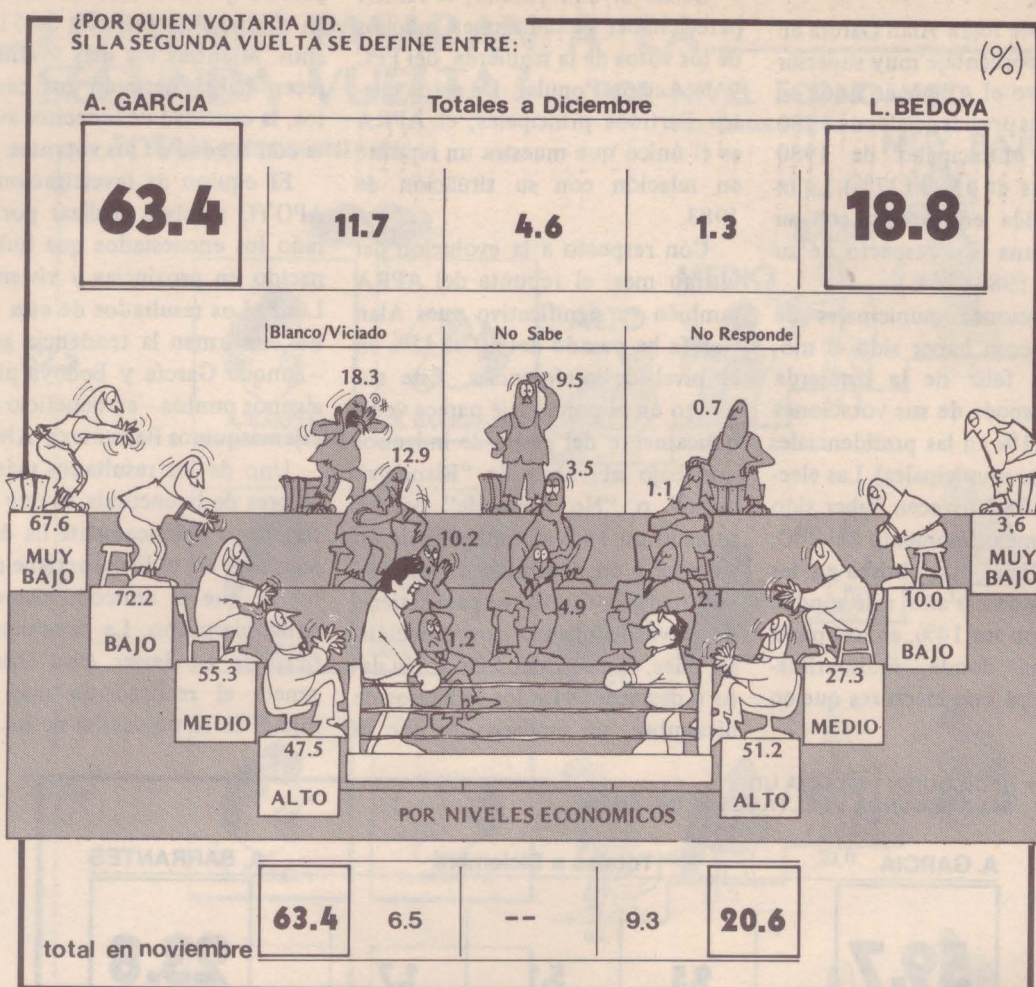 ¿POR QUIEN VOTARIA UD.
SI LA SEGUNDA VUELTA SE DEFINE ENTRE:
(%)
A. GARCIA Totales a Diciembre L. BEDOYA
63.4 11.7 4.6 1.3 18.8
Blanco/Viciado No Sabe No Responde
18.3 9.5 0.7
12.9 3.5 1.1
10.2 4.9 2.1
1.2
67.6 3.6
MUY BAJO MUY BAJO
72.2 10.0
BAJO BAJO
55.3 27.3
MEDIO MEDIO
47.5 51.2
ALTO ALTO
POR NIVELES ECONOMICOS
63.4 6.5 -- 9.3 20.6
total en noviembre